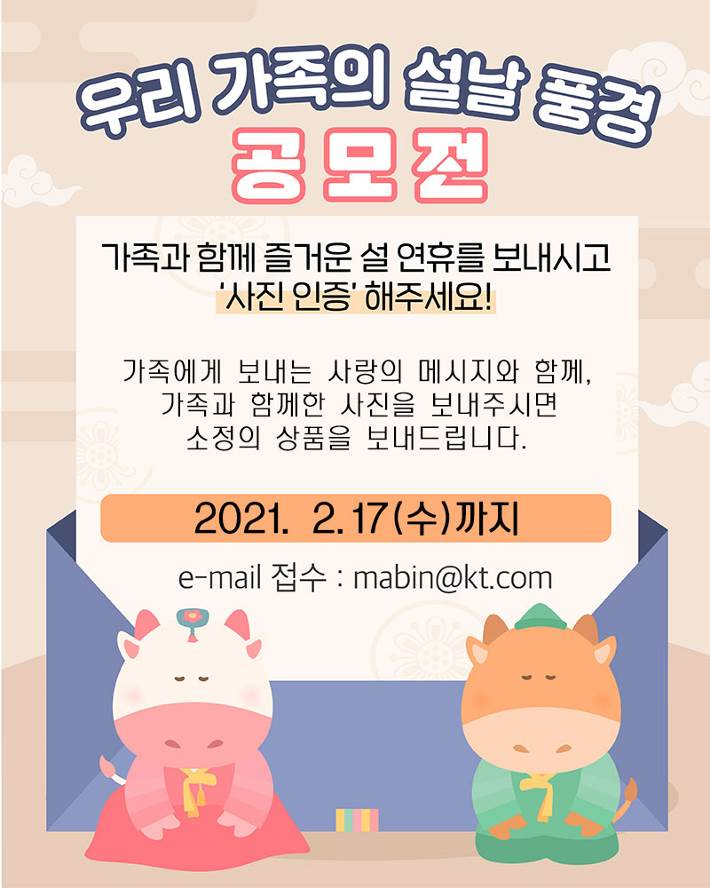 우리 가족의 설날 풍경
공모전
가족과 함께 즐거운 설 연휴를 보내시고
‘사진 인증’ 해주세요!
가족에게 보내는 사랑의 메시지와 함께,
가족과 함께한 사진을 보내주시면
소정의 상품을 보내드립니다.
2021. 2. 17(수)까지
e-mail 접수 : mabin@kt.com